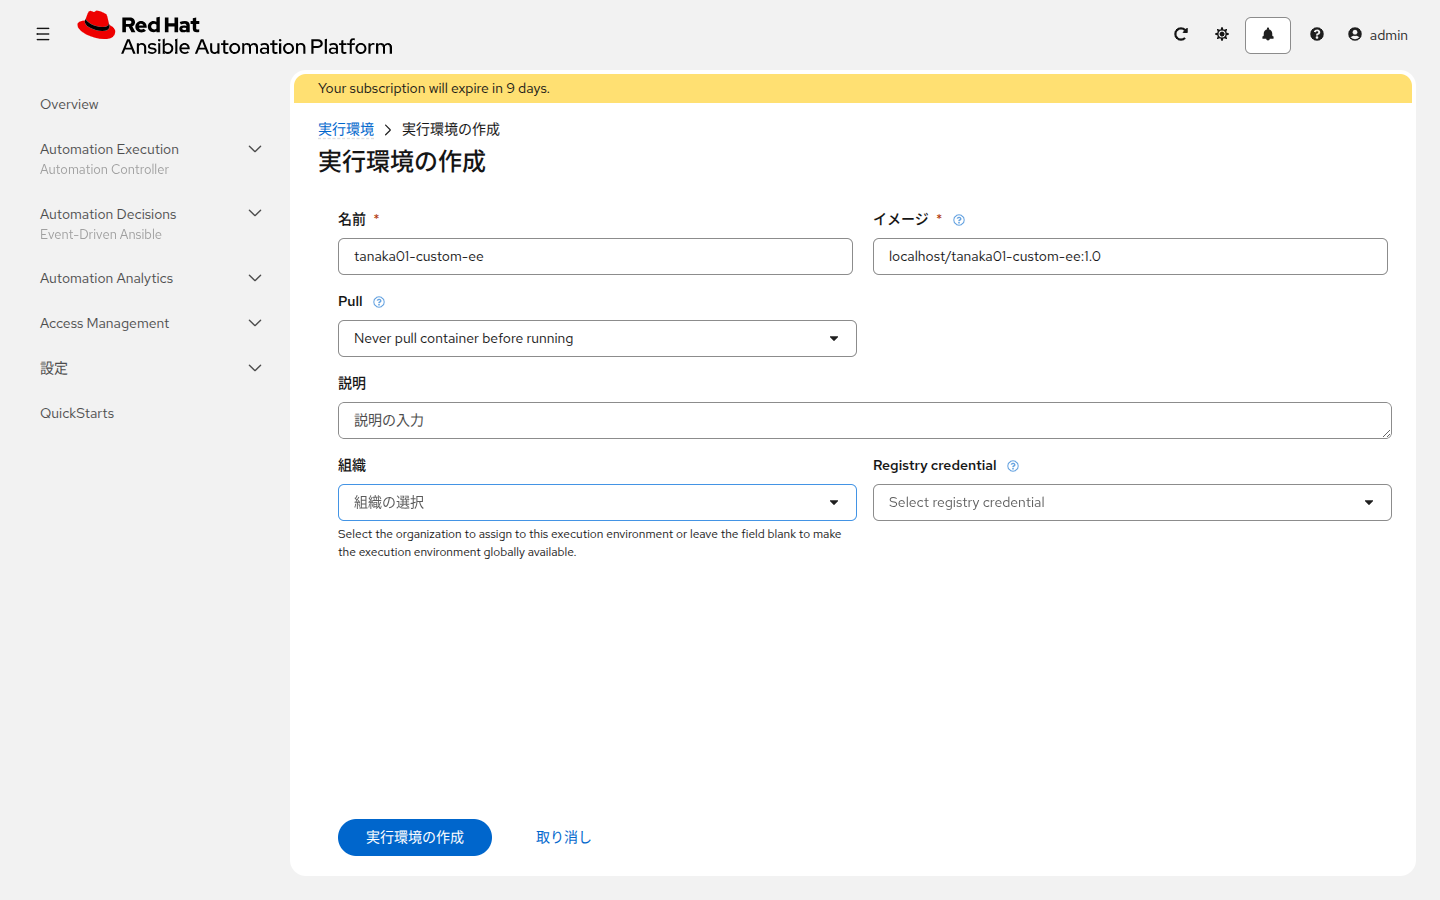 Red Hat
Ansible Automation Platform
admin
Overview
Automation Execution
Automation Controller
Automation Decisions
Event-Driven Ansible
Automation Analytics
Access Management
設定
QuickStarts
Your subscription will expire in 9 days.
実行環境 > 実行環境の作成
実行環境の作成
名前 *
tanaka01-custom-ee
イメージ *
localhost/tanaka01-custom-ee:1.0
Pull
Never pull container before running
説明
説明の入力
組織
組織の選択
Select the organization to assign to this execution environment or leave the field blank to make
the execution environment globally available.
Registry credential
Select registry credential
実行環境の作成
取り消し